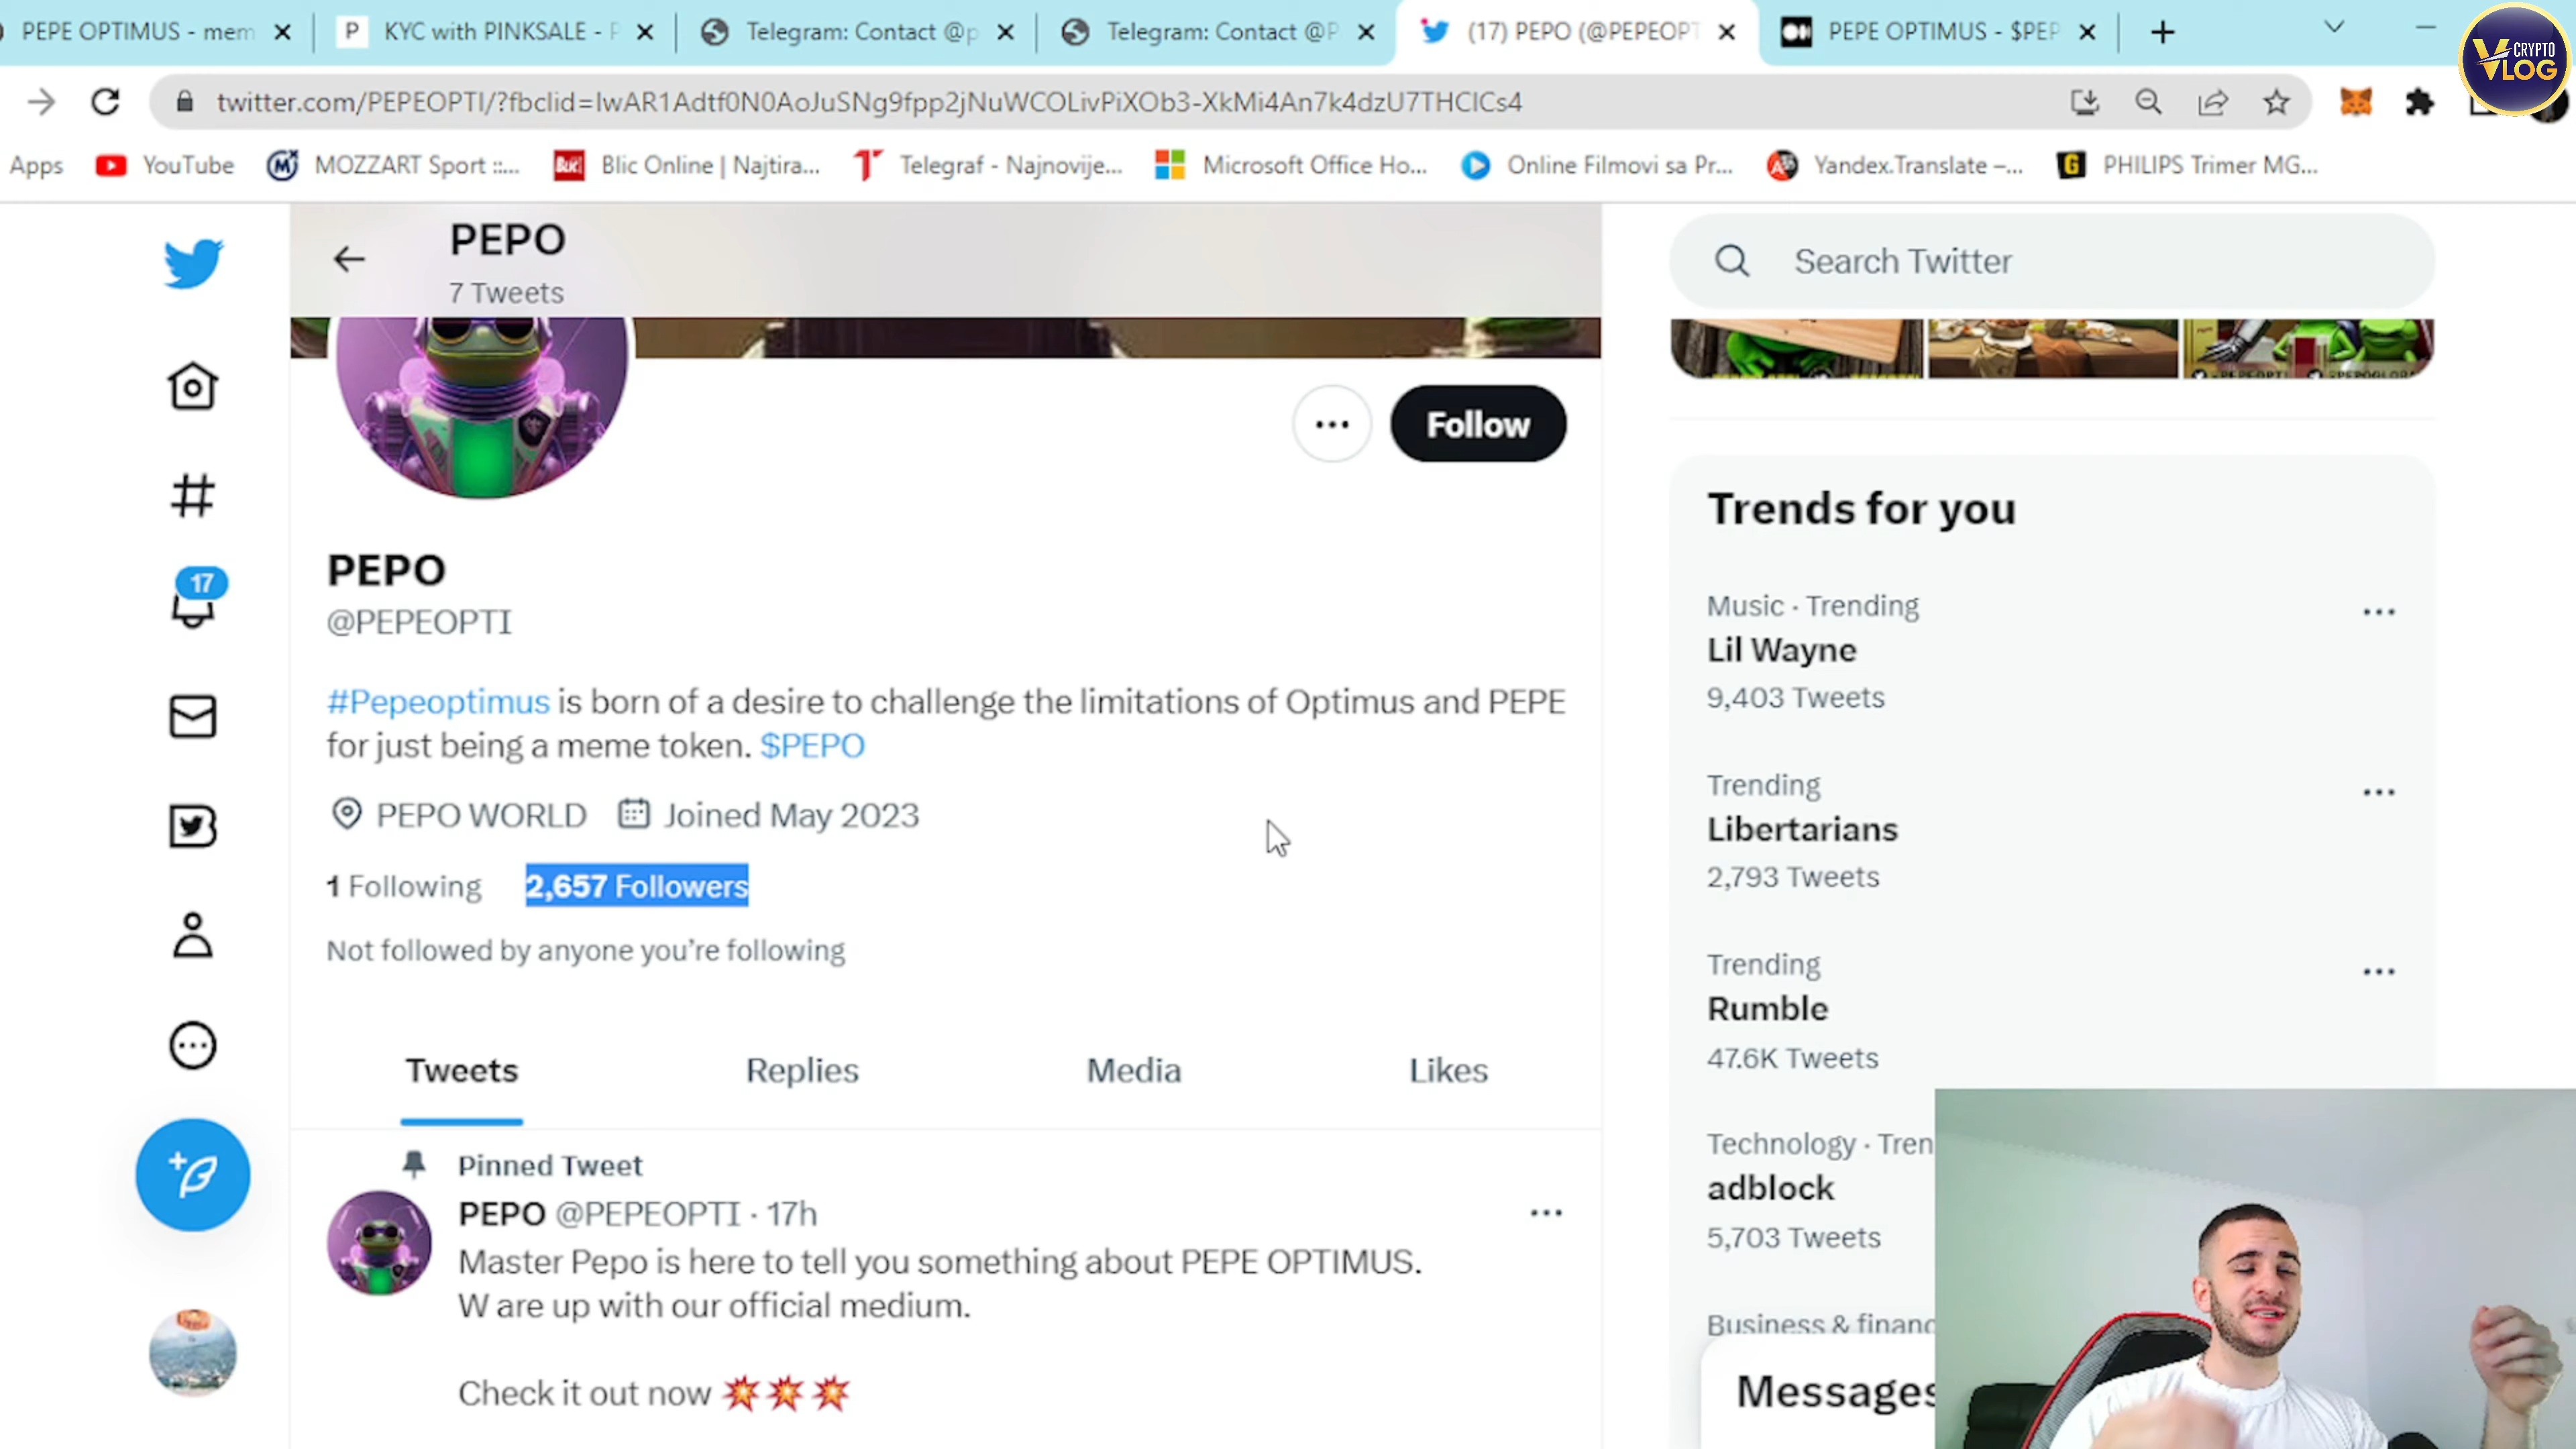 PEPE OPTIMUS - mem
KYC with PINKSALE - P
Telegram: Contact @p
Telegram: Contact @P
(17) PEPO (@PEPEOPT
PEPE OPTIMUS - $PEP
CRYPTO
VLOG
twitter.com/PEPEOPTI/?fbclid=IwAR1Adtf0N0AoJuSNg9fpp2jNuWCOLivPiXOb3-XkMi4An7k4dzU7THCICs4
Apps
YouTube
MOZZART Sport ::...
Blic Online | Najtira...
Telegraf - Najnovije...
Microsoft Office Ho...
Online Filmovi sa Pr...
Yandex.Translate –...
PHILIPS Trimer MG...
PEPO
7 Tweets
Search Twitter
Follow
PEPO
@PEPEOPTI
#Pepeoptimus is born of a desire to challenge the limitations of Optimus and PEPE
for just being a meme token. $PEPO
PEPO WORLD
Joined May 2023
1 Following
2,657 Followers
Not followed by anyone you're following
17
Tweets
Replies
Media
Likes
Pinned Tweet
PEPO @PEPEOPTI · 17h
Master Pepo is here to tell you something about PEPE OPTIMUS.
W are up with our official medium.
Check it out now 💥💥💥
Trends for you
Music · Trending
Lil Wayne
9,403 Tweets
Trending
Libertarians
2,793 Tweets
Trending
Rumble
47.6K Tweets
Technology · Tren
adblock
5,703 Tweets
Business & financ
Messages